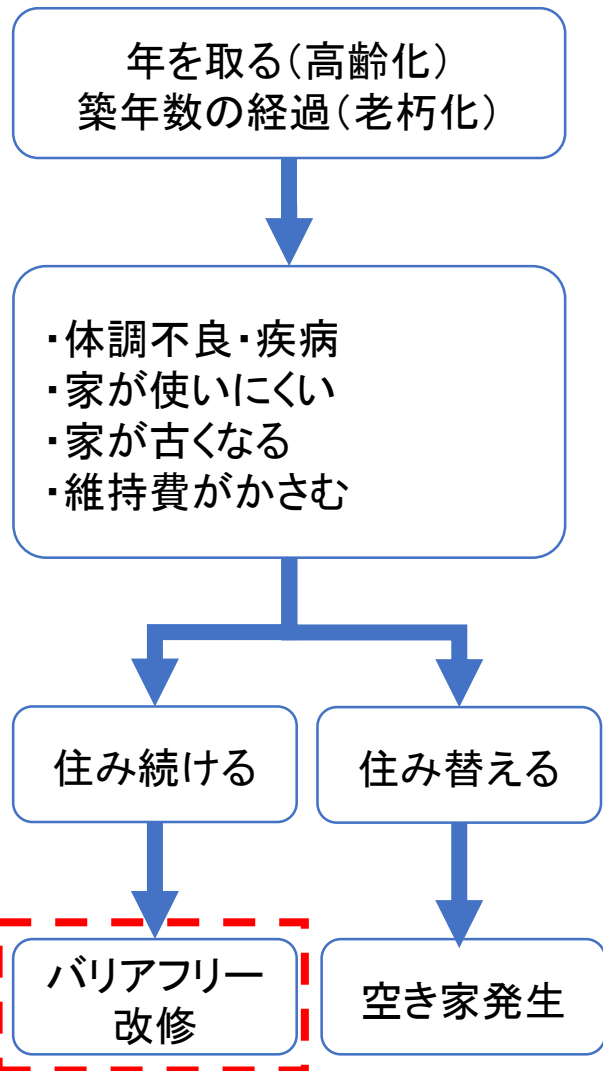 年を取る(高齢化)
築年数の経過(老朽化)
・体調不良・疾病
・家が使いにくい
・家が古くなる
・維持費がかさむ
住み続ける
住み替える
バリアフリー
改修
空き家発生